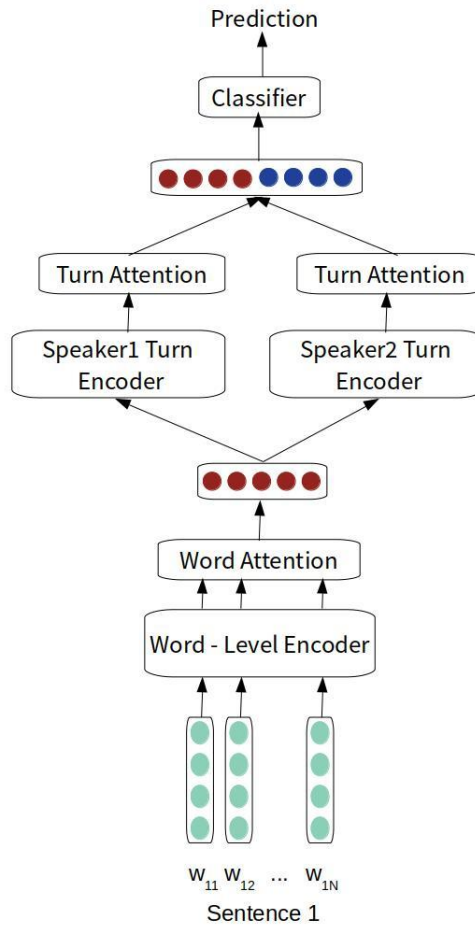 Prediction
Classifier
Turn Attention
Turn Attention
Speaker1 Turn
Encoder
Speaker2 Turn
Encoder
Word Attention
Word - Level Encoder
w11 w12 ... w1N
Sentence 1